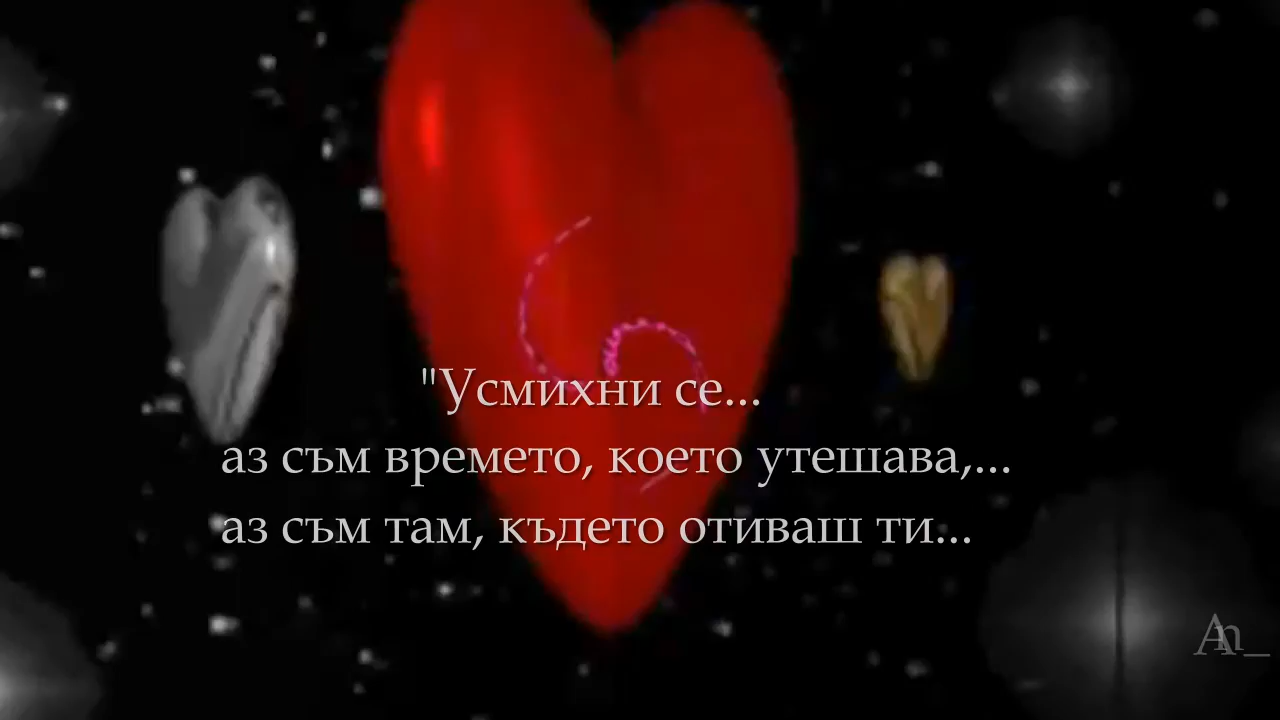 "Усмихни се...
аз съм времето, което утешава,...
аз съм там, където отиваш ти...